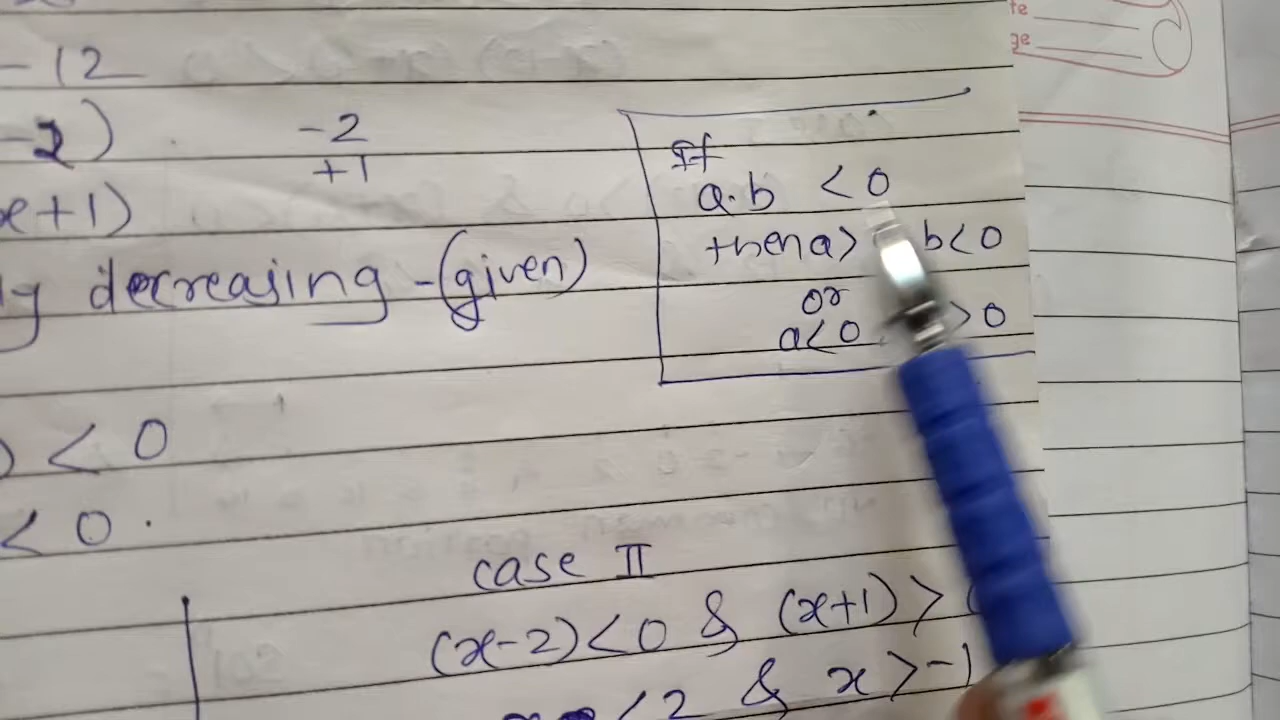 -12
-2)
-2
+1
x+1)
If
a.b < 0
then a> b<0
or
a<0 >0
decreasing -(given)
) < 0
< 0.
case II
(x-2)<0 & (x+1)>
<2 & x>-1